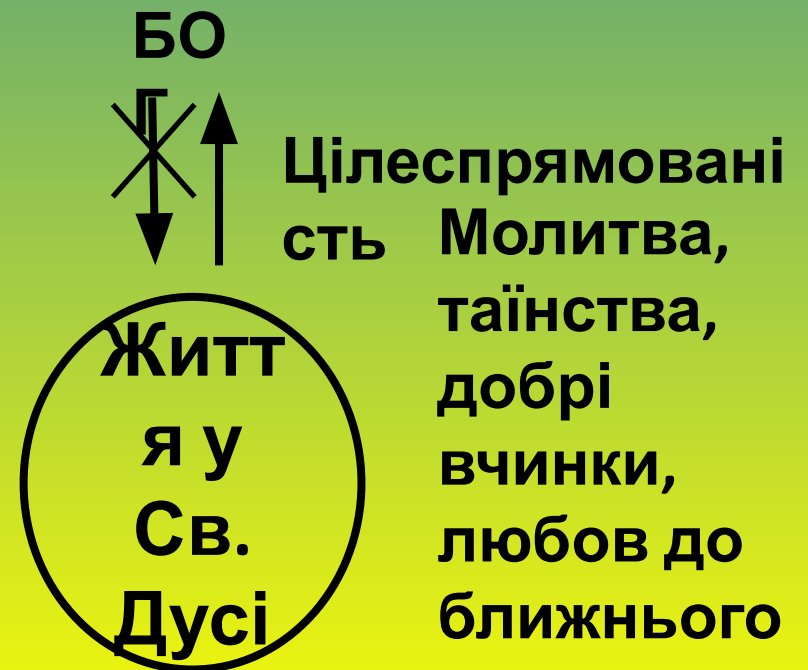 БО
Г
Цілеспрямовані
сть
Молитва,
таїнства,
добрі
вчинки,
любов до
ближнього
Житт
я у
Св.
Дусі